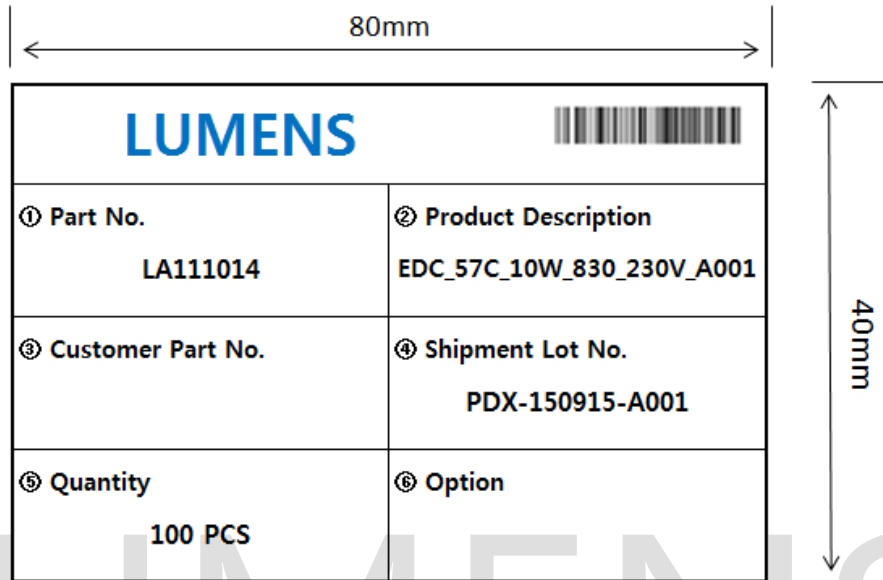 80mm
LUMENS
① Part No.
LA111014
② Product Description
EDC_57C_10W_830_230V_A001
③ Customer Part No.
④ Shipment Lot No.
PDX-150915-A001
⑤ Quantity
100 PCS
⑥ Option
40mm
LUMENS